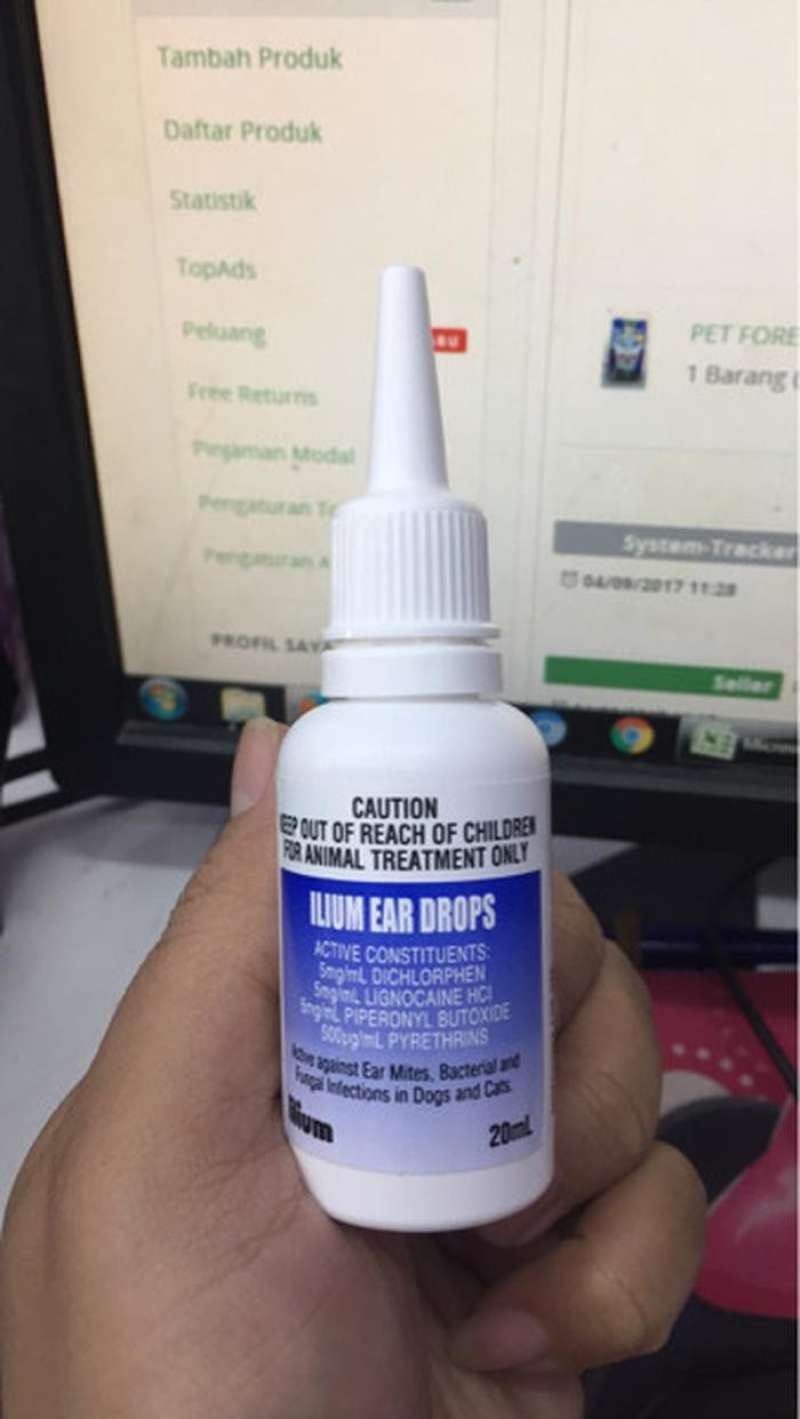 Tambah Produk
Daftar Produk
Statistik
TopAds
Peluang
Free Returns
Pinjaman Modal
Pengaturan
Pengaturan
PROFIL SAYA
PET FORE
1 Barang
System-Tracker
04/09/2017 11:28
Seller
CAUTION
KEEP OUT OF REACH OF CHILDREN
FOR ANIMAL TREATMENT ONLY
ILIUM EAR DROPS
ACTIVE CONSTITUENTS:
5mg/mL DICHLORPHEN
5mg/mL LIGNOCAINE HCl
5mg/mL PIPERONYL BUTOXIDE
500µg/mL PYRETHRINS
Active against Ear Mites, Bacterial and
Fungal Infections in Dogs and Cats.
ilium
20mL